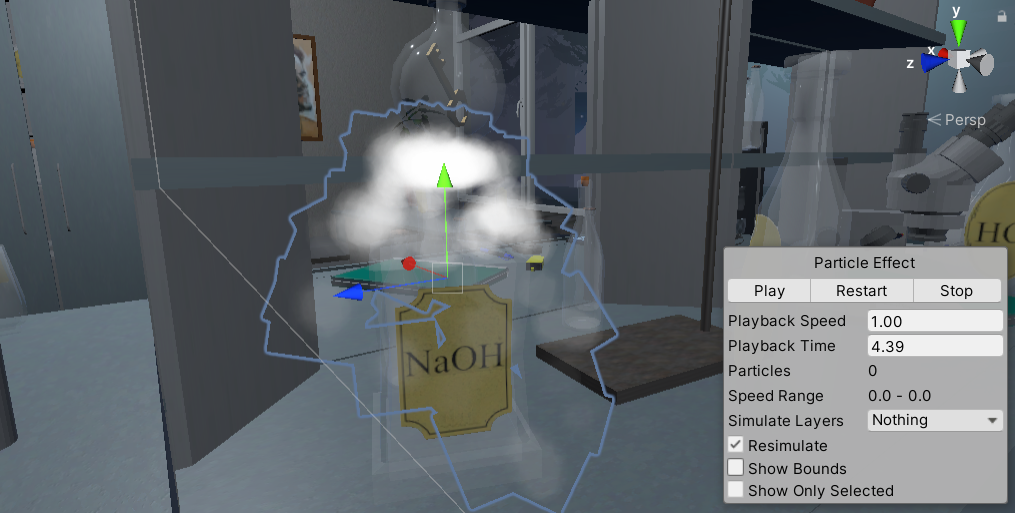 y
x
z
Persp
NaOH
HC
Particle Effect
Play Restart Stop
Playback Speed 1.00
Playback Time 4.39
Particles 0
Speed Range 0.0 - 0.0
Simulate Layers Nothing
Resimulate
Show Bounds
Show Only Selected